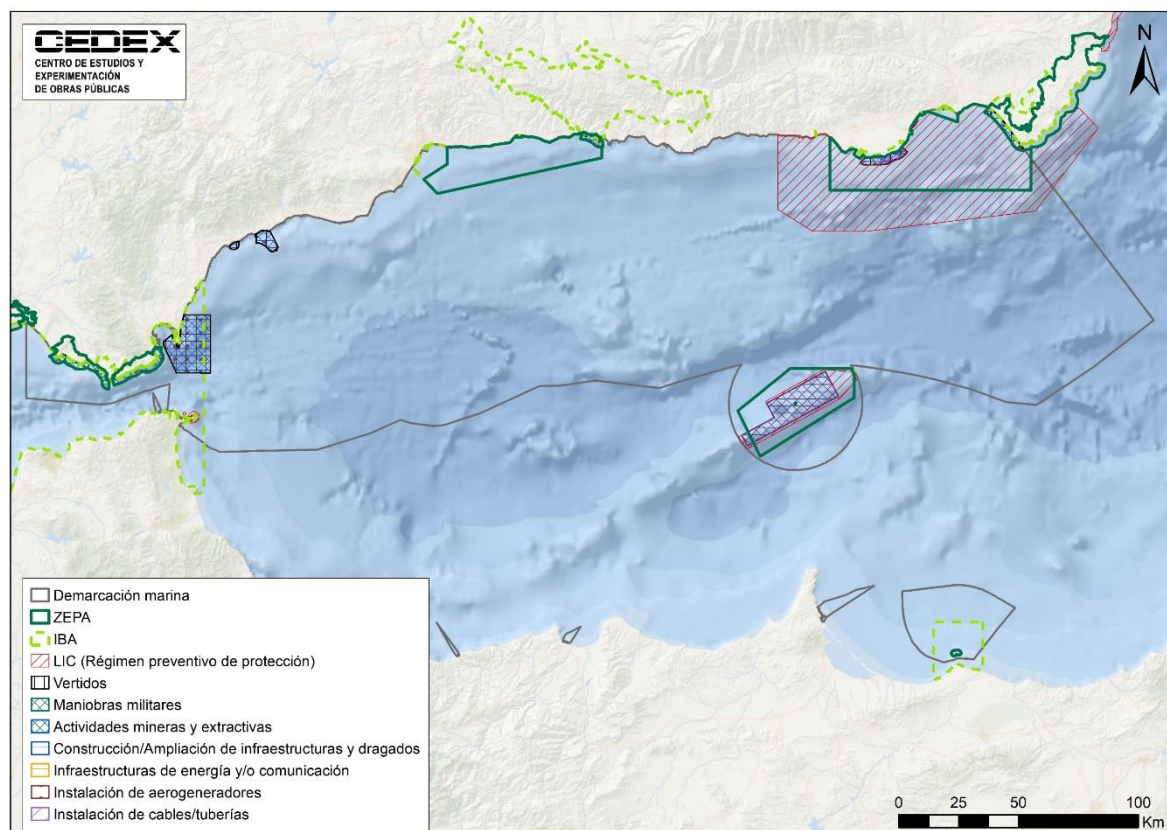 CEDEX
CENTRO DE ESTUDIOS Y
EXPERIMENTACIÓN
DE OBRAS PÚBLICAS
N
Demarcación marina
ZEPA
IBA
LIC (Régimen preventivo de protección)
Vertidos
Maniobras militares
Actividades mineras y extractivas
Construcción/Ampliación de infraestructuras y dragados
Infraestructuras de energía y/o comunicación
Instalación de aerogeneradores
Instalación de cables/tuberías
0 25 50 100
Km